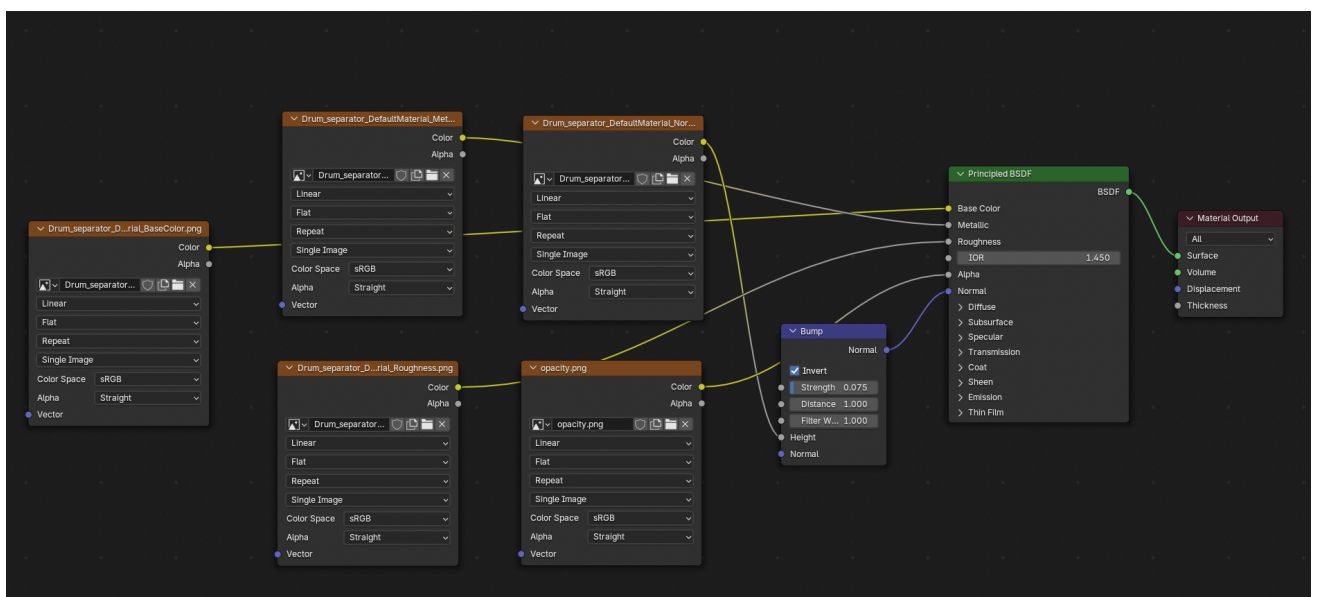 Drum_separator_D...rial_BaseColor.png
Color
Alpha
Drum_separator...
Linear
Flat
Repeat
Single Image
Color Space sRGB
Alpha Straight
Vector
Drum_separator_DefaultMaterial_Met...
Color
Alpha
Drum_separator...
Linear
Flat
Repeat
Single Image
Color Space sRGB
Alpha Straight
Vector
Drum_separator_DefaultMaterial_Nor...
Color
Alpha
Drum_separator...
Linear
Flat
Repeat
Single Image
Color Space sRGB
Alpha Straight
Vector
Drum_separator_D...rial_Roughness.png
Color
Alpha
Drum_separator...
Linear
Flat
Repeat
Single Image
Color Space sRGB
Alpha Straight
Vector
opacity.png
Color
Alpha
opacity.png
Linear
Flat
Repeat
Single Image
Color Space sRGB
Alpha Straight
Vector
Bump
Normal
Invert
Strength 0.075
Distance 1.000
Filter W... 1.000
Height
Normal
Principled BSDF
BSDF
Base Color
Metallic
Roughness
IOR 1.450
Alpha
Normal
Diffuse
Subsurface
Specular
Transmission
Coat
Sheen
Emission
Thin Film
Material Output
All
Surface
Volume
Displacement
Thickness